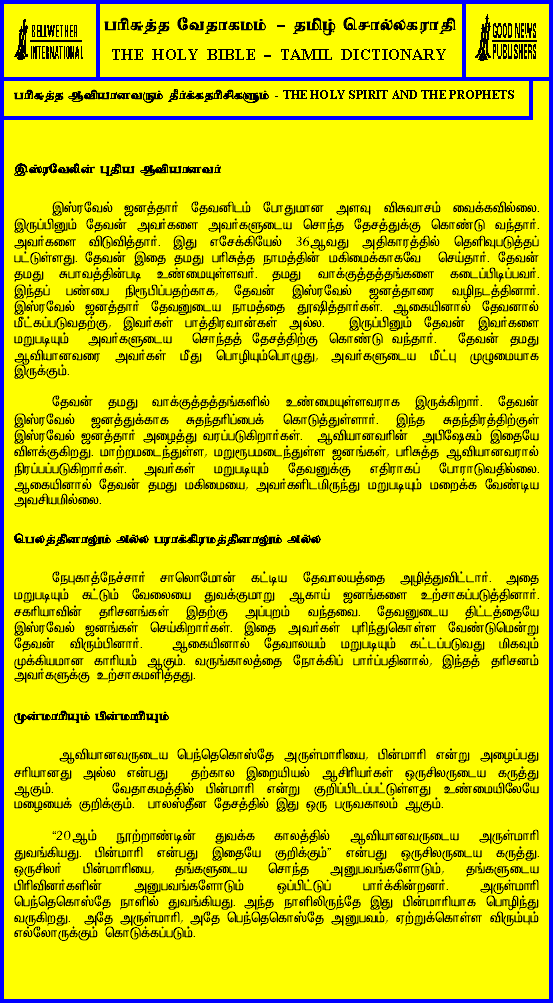 BELLWETHER
INTERNATIONAL
பரிசுத்த வேதாகமம் – தமிழ் சொல்லகராதி
THE HOLY BIBLE – TAMIL DICTIONARY
GOOD NEWS
PUBLISHERS
பரிசுத்த ஆவியானவரும் தீர்க்கதரிசிகளும் - THE HOLY SPIRIT AND THE PROPHETS
இஸ்ரவேலின் புதிய ஆவியானவர்
இஸ்ரவேல் ஜனத்தார் தேவனிடம் போதுமான அளவு விசுவாசம் வைக்கவில்லை.
இருப்பினும் தேவன் அவர்களை அவர்களுடைய சொந்த தேசத்துக்கு கொண்டு வந்தார்.
அவர்களை விடுவித்தார். இது எசேக்கியேல் 36ஆவது அதிகாரத்தில் தெளிவுபடுத்தப்
பட்டுள்ளது. தேவன் இதை தமது பரிசுத்த நாமத்தின் மகிமைக்காகவே செய்தார். தேவன்
தமது சுபாவத்தின்படி உண்மையுள்ளவர். தமது வாக்குத்தத்தங்களை கடைப்பிடிப்பவர்.
இந்தப் பண்பை நிரூபிப்பதற்காக, தேவன் இஸ்ரவேல் ஜனத்தாரை வழிநடத்தினார்.
இஸ்ரவேல் ஜனத்தார் தேவனுடைய நாமத்தை தூஷித்தார்கள். ஆகையினால் தேவனால்
மீட்கப்படுவதற்கு, இவர்கள் பாத்திரவான்கள் அல்ல. இருப்பினும் தேவன் இவர்களை
மறுபடியும் அவர்களுடைய சொந்தத் தேசத்திற்கு கொண்டு வந்தார். தேவன் தமது
ஆவியானவரை அவர்கள் மீது பொழியும்பொழுது, அவர்களுடைய மீட்பு முழுமையாக
இருக்கும்.
தேவன் தமது வாக்குத்தத்தங்களில் உண்மையுள்ளவராக இருக்கிறார். தேவன்
இஸ்ரவேல் ஜனத்துக்காக சுதந்தரிப்பைக் கொடுத்துள்ளார். இந்த சுதந்திரத்திற்குள்
இஸ்ரவேல் ஜனத்தார் அழைத்து வரப்படுகிறார்கள். ஆவியானவரின் அபிஷேகம் இதையே
விளக்குகிறது. மாற்றமடைந்துள்ள, மறுரூபமடைந்துள்ள ஜனங்கள், பரிசுத்த ஆவியானவரால்
நிரப்பப்படுகிறார்கள். அவர்கள் மறுபடியும் தேவனுக்கு எதிராகப் போராடுவதில்லை.
ஆகையினால் தேவன் தமது மகிமையை, அவர்களிடமிருந்து மறுபடியும் மறைக்க வேண்டிய
அவசியமில்லை.
பெலத்தினாலும் அல்ல பராக்கிரமத்தினாலும் அல்ல
நேபுகாத்நேச்சார் சாலொமோன் கட்டிய தேவாலயத்தை அழித்துவிட்டார். அதை
மறுபடியும் கட்டும் வேலையை துவக்குமாறு ஆகாய் ஜனங்களை உற்சாகப்படுத்தினார்.
சகரியாவின் தரிசனங்கள் இதற்கு அப்புறம் வந்தவை. தேவனுடைய திட்டத்தையே
இஸ்ரவேல் ஜனங்கள் செய்கிறார்கள். இதை அவர்கள் புரிந்துகொள்ள வேண்டுமென்று
தேவன் விரும்பினார். ஆகையினால் தேவாலயம் மறுபடியும் கட்டப்படுவது மிகவும்
முக்கியமான காரியம் ஆகும். வருங்காலத்தை நோக்கிப் பார்ப்பதினால், இந்தத் தரிசனம்
அவர்களுக்கு உற்சாகமளித்தது.
முன்மாரியும் பின்மாரியும்
ஆவியானவருடைய பெந்தெகொஸ்தே அருள்மாரியை, பின்மாரி என்று அழைப்பது
சரியானது அல்ல என்பது தற்கால இறையியல் ஆசிரியர்கள் ஒருசிலருடைய கருத்து
ஆகும். வேதாகமத்தில் பின்மாரி என்று குறிப்பிடப்பட்டுள்ளது உண்மையிலேயே
மழையைக் குறிக்கும். பாலஸ்தீன தேசத்தில் இது ஒரு பருவகாலம் ஆகும்.
“20ஆம் நூற்றாண்டின் துவக்க காலத்தில் ஆவியானவருடைய அருள்மாரி
துவங்கியது. பின்மாரி என்பது இதையே குறிக்கும்” என்பது ஒருசிலருடைய கருத்து.
ஒருசிலர் பின்மாரியை, தங்களுடைய சொந்த அனுபவங்களோடும், தங்களுடைய
பிரிவினர்களின் அனுபவங்களோடும் ஒப்பிட்டுப் பார்க்கின்றனர். அருள்மாரி
பெந்தெகொஸ்தே நாளில் துவங்கியது. அந்த நாளிலிருந்தே இது பின்மாரியாக பொழிந்து
வருகிறது. அதே அருள்மாரி, அதே பெந்தெகொஸ்தே அனுபவம், ஏற்றுக்கொள்ள விரும்பும்
எல்லோருக்கும் கொடுக்கப்படும்.